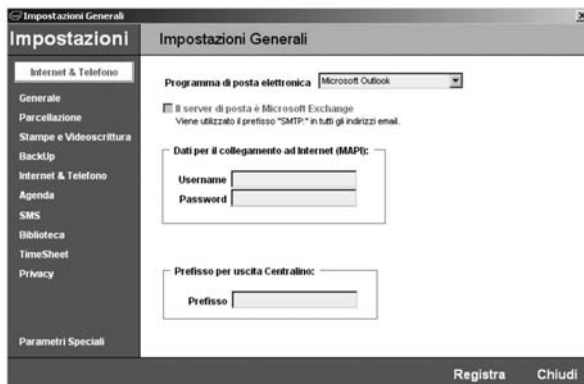 Impostazioni Generali
Impostazioni
Impostazioni Generali
Internet & Telefono
Generale
Parcellazione
Stampe e Videoscrittura
BackUp
Internet & Telefono
Agenda
SMS
Biblioteca
TimeSheet
Privacy
Parametri Speciali
Programma di posta elettronica Microsoft Outlook
Il server di posta è Microsoft Exchange
Viene utilizzato il prefisso "SMTP:" in tutti gli indirizzi email.
Dati per il collegamento ad Internet (MAPI):
Username
Password
Prefisso per uscita Centralino:
Prefisso
Registra Chiudi